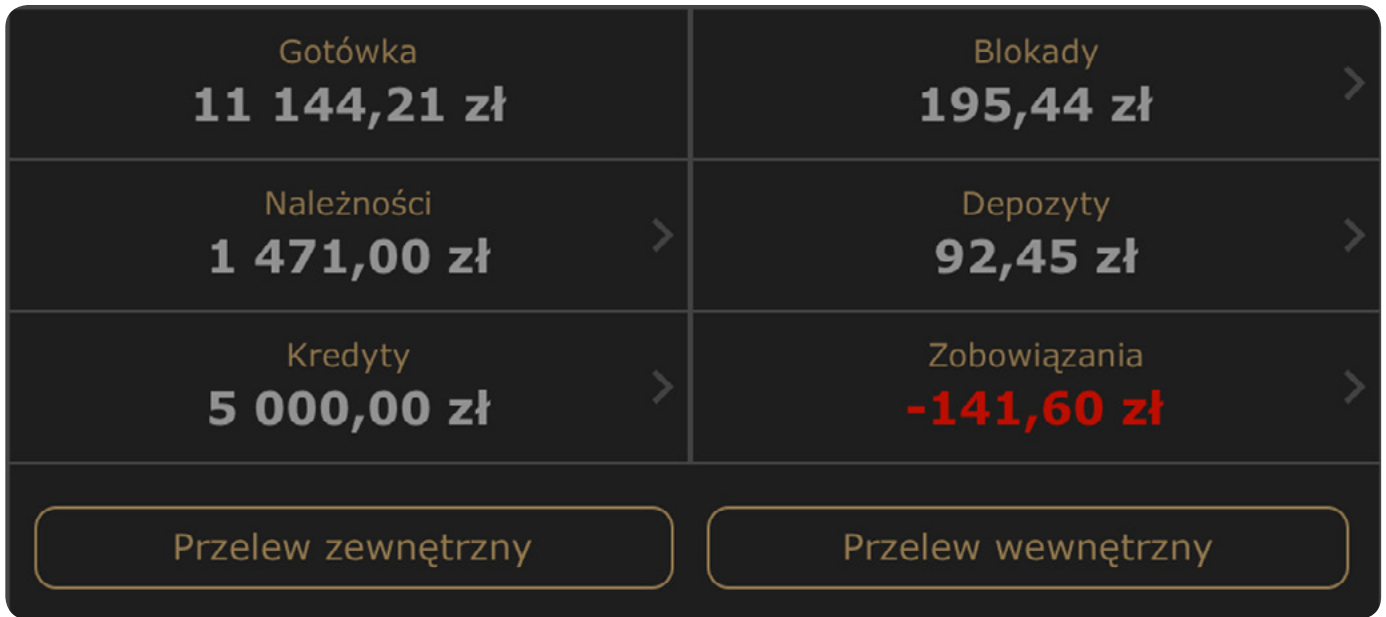 Gotówka
11 144,21 zł
Blokady
195,44 zł
Należności
1 471,00 zł
Depozyty
92,45 zł
Kredyty
5 000,00 zł
Zobowiązania
-141,60 zł
Przelew zewnętrzny
Przelew wewnętrzny